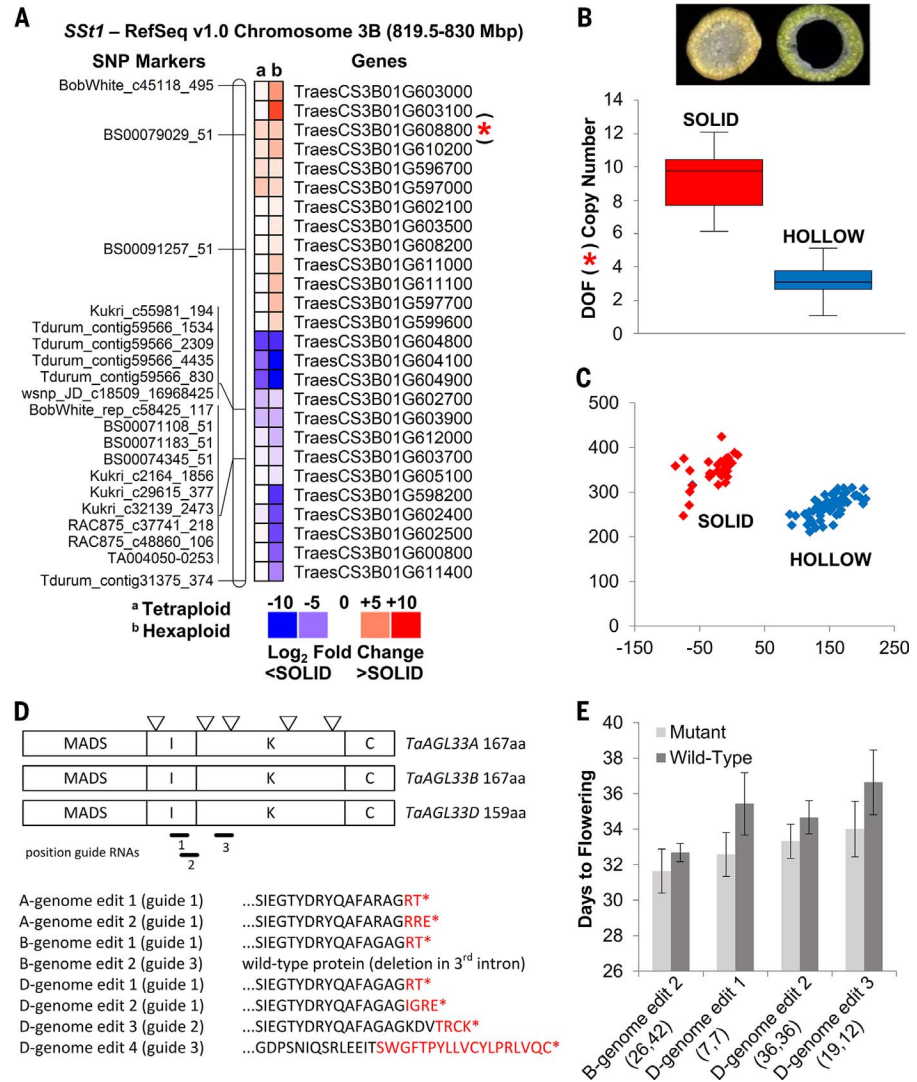 A
SSt1 – RefSeq v1.0 Chromosome 3B (819.5-830 Mbp)
SNP Markers
a b
Genes
BobWhite_c45118_495
BS00079029_51
BS00091257_51
Kukri_c55981_194
Tdurum_contig59566_1534
Tdurum_contig59566_2309
Tdurum_contig59566_4435
Tdurum_contig59566_830
wsnp_JD_c18509_16968425
BobWhite_rep_c58425_117
BS00071108_51
BS00071183_51
BS00074345_51
Kukri_c2164_1856
Kukri_c29615_377
Kukri_c32139_2473
RAC875_c37741_218
RAC875_c48860_106
TA004050-0253
Tdurum_contig31375_374
TraesCS3B01G603000
TraesCS3B01G603100
TraesCS3B01G608800 (*)
TraesCS3B01G610200
TraesCS3B01G596700
TraesCS3B01G597000
TraesCS3B01G602100
TraesCS3B01G603500
TraesCS3B01G608200
TraesCS3B01G611000
TraesCS3B01G611100
TraesCS3B01G597700
TraesCS3B01G599600
TraesCS3B01G604800
TraesCS3B01G604100
TraesCS3B01G604900
TraesCS3B01G602700
TraesCS3B01G603900
TraesCS3B01G612000
TraesCS3B01G603700
TraesCS3B01G605100
TraesCS3B01G598200
TraesCS3B01G602400
TraesCS3B01G602500
TraesCS3B01G600800
TraesCS3B01G611400
a Tetraploid
b Hexaploid
-10 -5 0 +5 +10
Log2 Fold Change
<SOLID >SOLID
B
DOF (*) Copy Number
14
12
10
8
6
4
2
0
SOLID
HOLLOW
C
500
400
300
200
100
0
SOLID
HOLLOW
-150 -50 50 150 250
D
MADS I K C TaAGL33A 167aa
MADS I K C TaAGL33B 167aa
MADS I K C TaAGL33D 159aa
position guide RNAs
1
2
3
A-genome edit 1 (guide 1) ...SIEGTYDRYQAFARAGRT*
A-genome edit 2 (guide 1) ...SIEGTYDRYQAFARAGRRE*
B-genome edit 1 (guide 1) ...SIEGTYDRYQAFAGAGRT*
B-genome edit 2 (guide 3) wild-type protein (deletion in 3rd intron)
D-genome edit 1 (guide 1) ...SIEGTYDRYQAFAGAGRT*
D-genome edit 2 (guide 1) ...SIEGTYDRYQAFAGAGIGRE*
D-genome edit 3 (guide 2) ...SIEGTYDRYQAFAGAGKDVTRCK*
D-genome edit 4 (guide 3) ...GDPSNIQSRLEEITSWGFTPYLLVCYLPRLVQC*
E
Days to Flowering
40
38
36
34
32
30
28
26
Mutant
Wild-Type
B-genome edit 2
(26,42)
D-genome edit 1
(7,7)
D-genome edit 2
(36,36)
D-genome edit 3
(19,12)